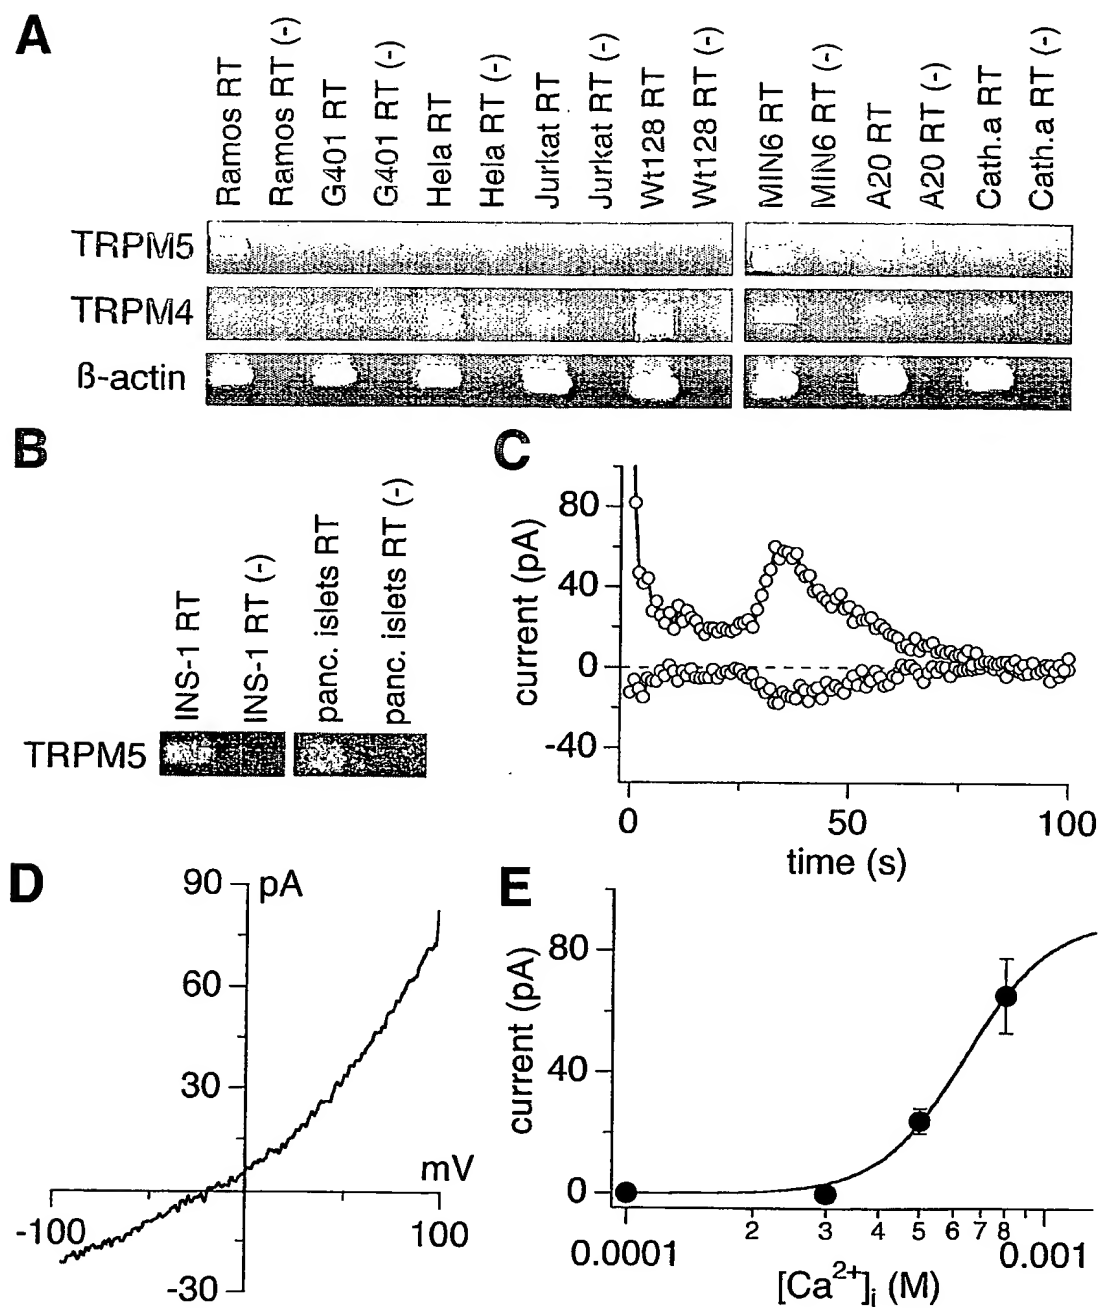 A
Ramos RT
Ramos RT (-)
G401 RT
G401 RT (-)
Hela RT
Hela RT (-)
Jurkat RT
Jurkat RT (-)
Wt128 RT
Wt128 RT (-)
MIN6 RT
MIN6 RT (-)
A20 RT
A20 RT (-)
Cath.a RT
Cath.a RT (-)
TRPM5
TRPM4
ß-actin
B
INS-1 RT
INS-1 RT (-)
panc. islets RT
panc. islets RT (-)
TRPM5
C
current (pA)
80
40
0
-40
0 50 100
time (s)
D
90 pA
60
30
mV
-100 100
-30
E
current (pA)
80
40
0
0.0001 2 3 4 5 6 7 8 0.001
[Ca²⁺]ᵢ (M)